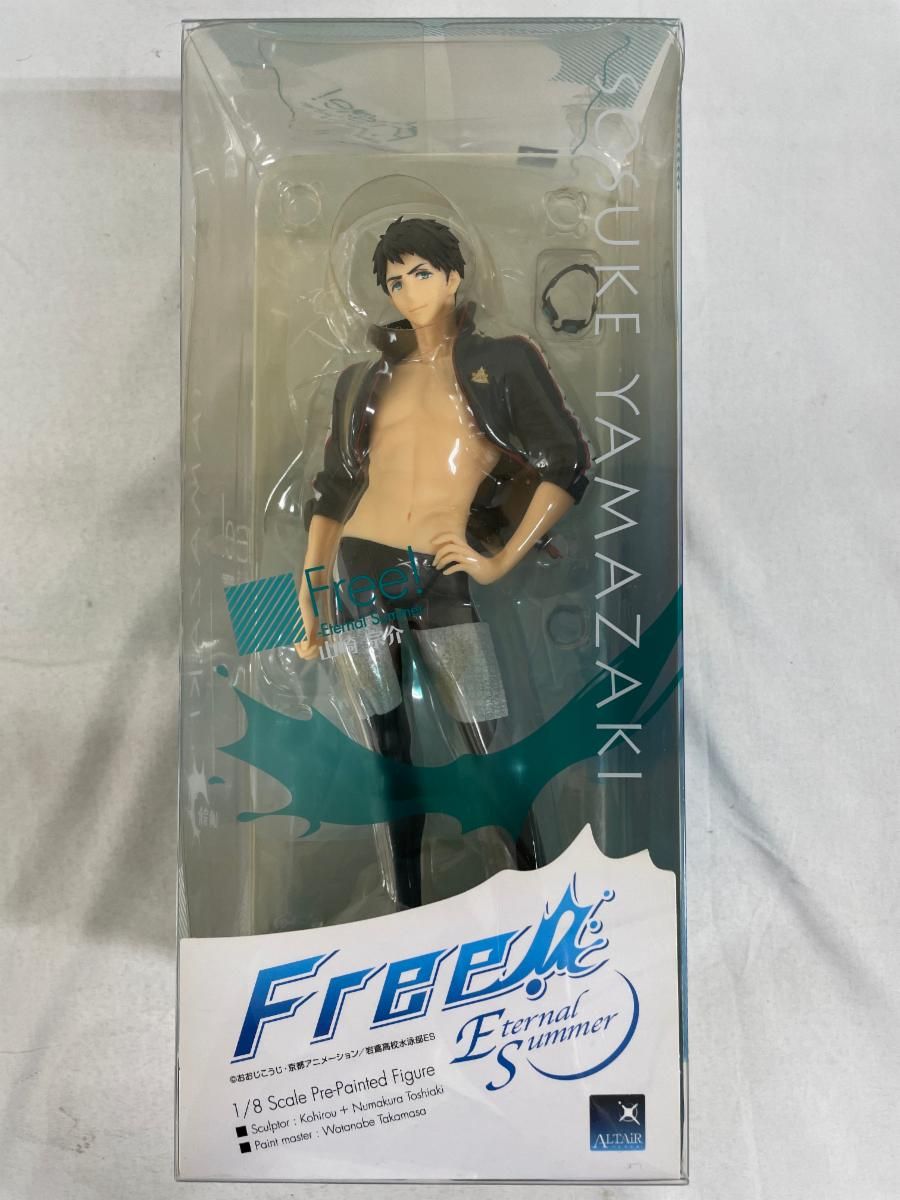 SOSUKE YAMAZAKI
Free!
-Eternal Summer-
山崎宗介
Free!
Eternal
Summer
©おおじこうじ・京都アニメーション／岩鳶高校水泳部ES
1/8 Scale Pre-Painted Figure
■ Sculptor : Kohirou + Numakura Toshiaki
■ Paint master : Watanabe Takamasa
ALTAiR